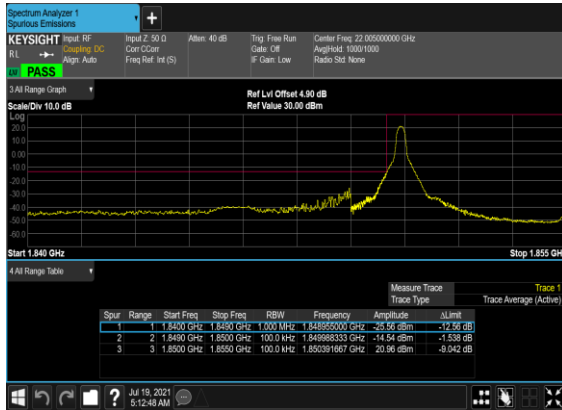 Spectrum Analyzer 1
Spurious Emissions
+
KEYSIGHT Input: RF Input Z: 50 Ω Atten: 40 dB Trig: Free Run Center Freq: 22.005000000 GHz
RL Coupling: DC Corr CCorr Gate: Off Avg|Hold: 1000/1000
Align: Auto Freq Ref: Int (S) IF Gain: Low Radio Std: None
PASS
3 All Range Graph
Ref Lvl Offset 4.90 dB
Scale/Div 10.0 dB Ref Value 30.00 dBm
Log
20.0
10.0
0.00
-10.0
-20.0
-30.0
-40.0
-50.0
-60.0
Start 1.840 GHz Stop 1.855 GH
4 All Range Table
Measure Trace Trace 1
Trace Type Trace Average (Active)
Spur Range Start Freq Stop Freq RBW Frequency Amplitude ΔLimit
1 1 1.8400 GHz 1.8490 GHz 1.000 MHz 1.848955000 GHz -25.56 dBm -12.56 dB
2 2 1.8490 GHz 1.8500 GHz 100.0 kHz 1.849988333 GHz -14.54 dBm -1.538 dB
3 3 1.8500 GHz 1.8550 GHz 100.0 kHz 1.850391667 GHz 20.96 dBm -9.042 dB
?
Jul 19, 2021
5:12:48 AM